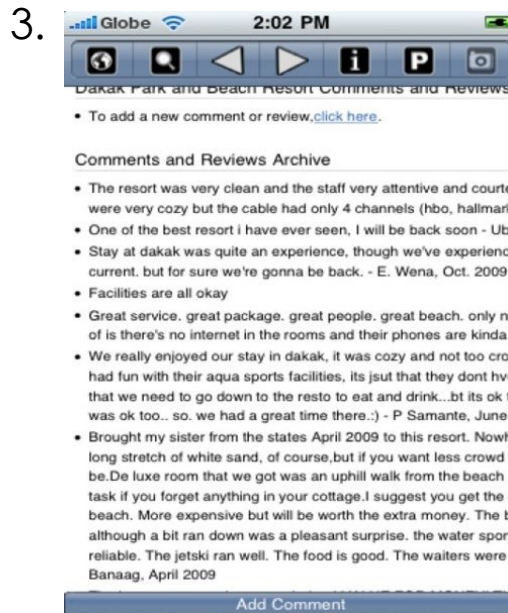 3.
Globe
2:02 PM
i
P
Dakak Park and Beach Resort Comments and Reviews
• To add a new comment or review,click here.
Comments and Reviews Archive
• The resort was very clean and the staff very attentive and courte
were very cozy but the cable had only 4 channels (hbo, hallmar
• One of the best resort i have ever seen, I will be back soon - Ub
• Stay at dakak was quite an experience, though we've experienc
current. but for sure we're gonna be back. - E. Wena, Oct. 2009
• Facilities are all okay
• Great service. great package. great people. great beach. only n
of is there's no internet in the rooms and their phones are kinda
• We really enjoyed our stay in dakak, it was cozy and not too cro
had fun with their aqua sports facilities, its jsut that they dont hv
that we need to go down to the resto to eat and drink...bt its ok
was ok too.. so. we had a great time there.:) - P Samante, June
• Brought my sister from the states April 2009 to this resort. Nowh
long stretch of white sand, of course,but if you want less crowd
be.De luxe room that we got was an uphill walk from the beach
task if you forget anything in your cottage.I suggest you get the
beach. More expensive but will be worth the extra money. The b
although a bit ran down was a pleasant surprise. the water spor
reliable. The jetski ran well. The food is good. The waiters were
Banaag, April 2009
Add Comment